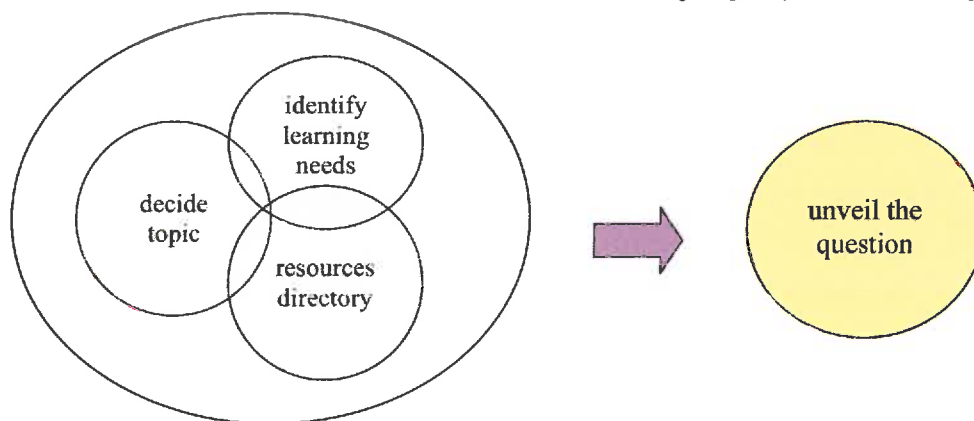 identify
learning
needs
decide
topic
resources
directory
unveil the
question